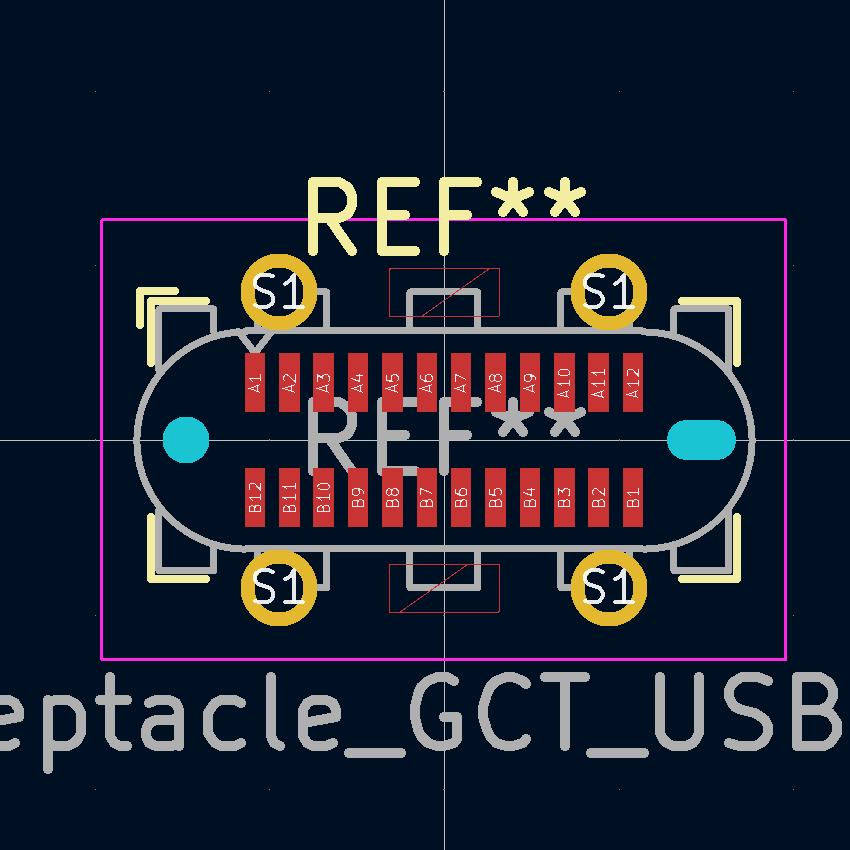 REF**
S1 S1
A1 A2 A3 A4 A5 A6 A7 A8 A9 A10 A11 A12
REF**
B12 B11 B10 B9 B8 B7 B6 B5 B4 B3 B2 B1
S1 S1
eptacle_GCT_USB